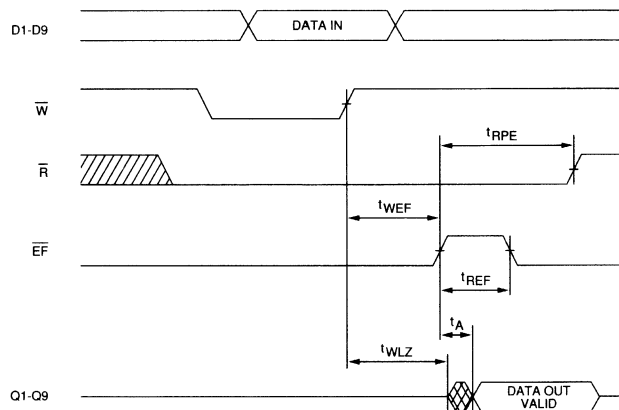 D1-D9
DATA IN
W
tRPE
R
tWEF
EF
tREF
tA
tWLZ
Q1-Q9
DATA OUT
VALID